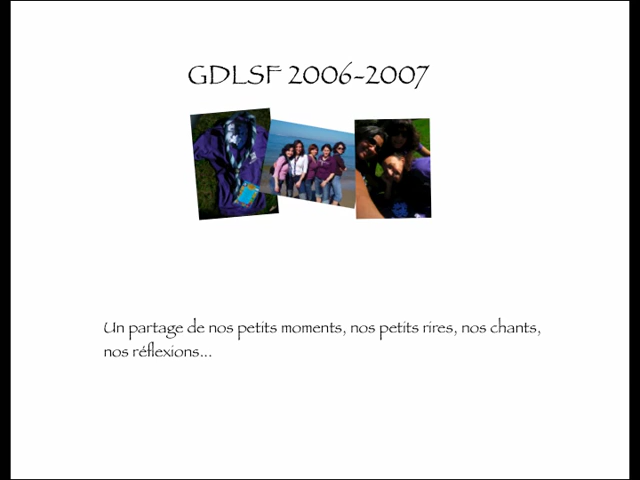 GDLSF 2006-2007
Un partage de nos petits moments, nos petits rires, nos chants,
nos réflexions...